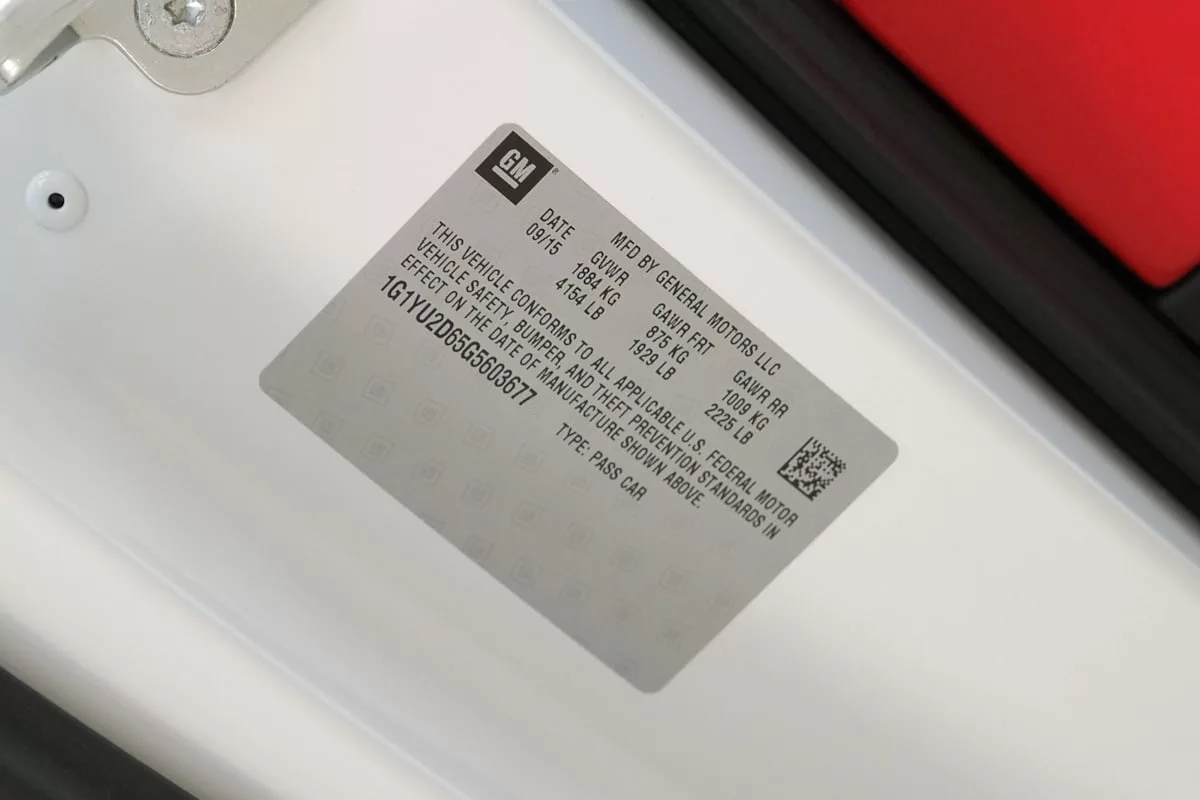 GM
MFD BY GENERAL MOTORS LLC
DATE GVWR GAWR FRT GAWR RR
09/15 1884 KG 875 KG 1009 KG
4154 LB 1929 LB 2225 LB
THIS VEHICLE CONFORMS TO ALL APPLICABLE U.S. FEDERAL MOTOR
VEHICLE SAFETY, BUMPER, AND THEFT PREVENTION STANDARDS IN
EFFECT ON THE DATE OF MANUFACTURE SHOWN ABOVE.
1G1YU2D65G5603677 TYPE: PASS CAR